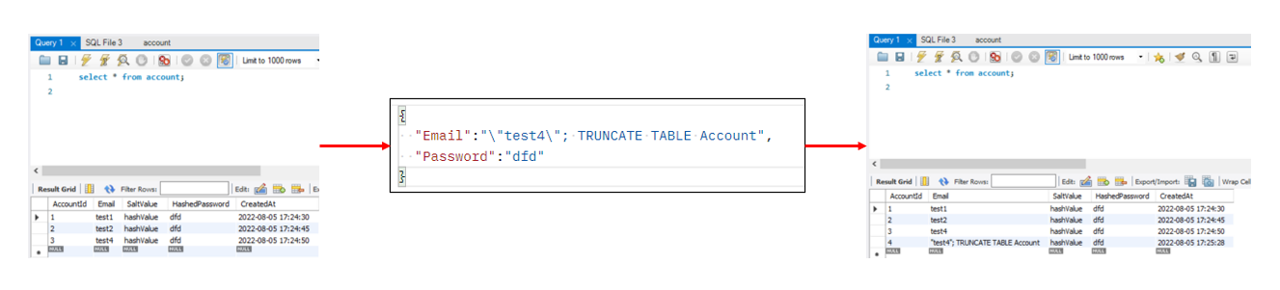 Query 1 × SQL File 3 account
Limit to 1000 rows
1 select * from account;
2
Result Grid Filter Rows: Edit:
AccountId Email SaltValue HashedPassword CreatedAt
1 test1 hashValue dfd 2022-08-05 17:24:30
2 test2 hashValue dfd 2022-08-05 17:24:45
3 test4 hashValue dfd 2022-08-05 17:24:50
NULL NULL NULL NULL NULL
{
"Email":"\"test4\"; TRUNCATE TABLE Account",
"Password":"dfd"
}
Query 1 × SQL File 3 account
Limit to 1000 rows
1 select * from account;
2
Result Grid Filter Rows: Edit: Export/Import: Wrap Cel
AccountId Email SaltValue HashedPassword CreatedAt
1 test1 hashValue dfd 2022-08-05 17:24:30
2 test2 hashValue dfd 2022-08-05 17:24:45
3 test4 hashValue dfd 2022-08-05 17:24:50
4 "test4"; TRUNCATE TABLE Account hashValue dfd 2022-08-05 17:25:28
NULL NULL NULL NULL NULL